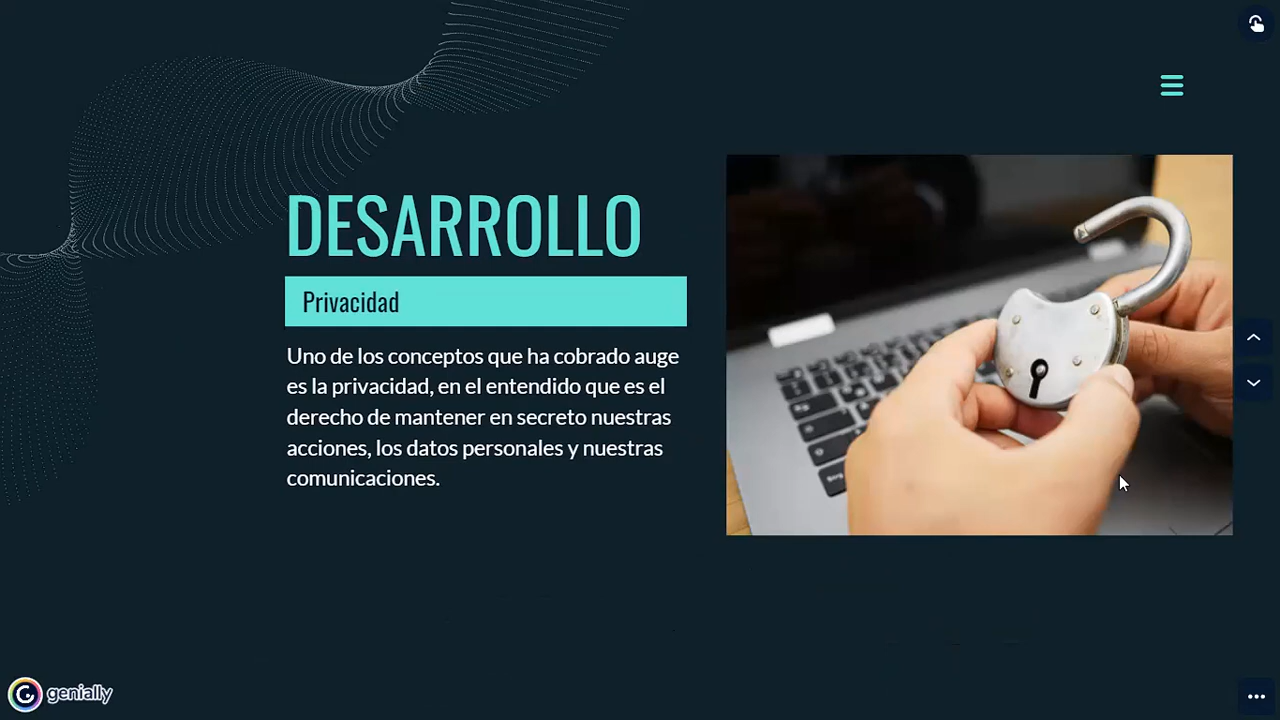 DESARROLLO
Privacidad
Uno de los conceptos que ha cobrado auge
es la privacidad, en el entendido que es el
derecho de mantener en secreto nuestras
acciones, los datos personales y nuestras
comunicaciones.
genially